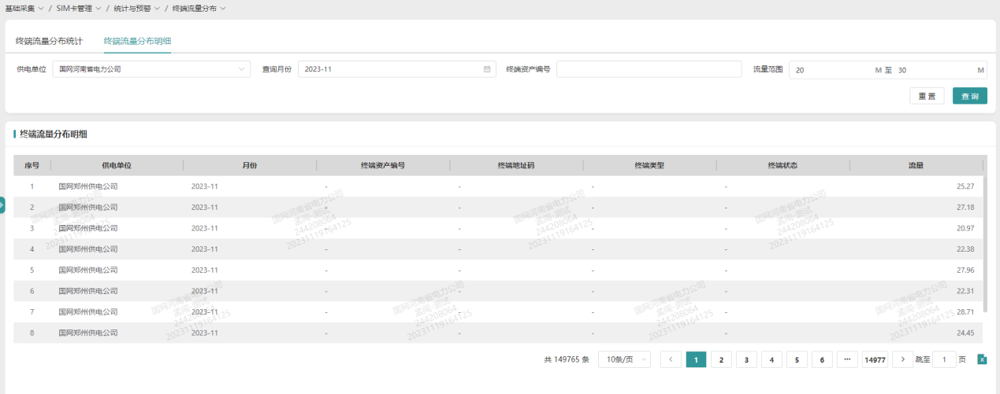 基础采集 / SIM卡管理 / 统计与预警 / 终端流量分布
终端流量分布统计 终端流量分布明细
供电单位 国网河南省电力公司 查询月份 2023-11 终端资产编号 流量范围 20 M 至 30 M
重置 查询
终端流量分布明细
序号 供电单位 月份 终端资产编号 终端地址码 终端类型 终端状态 流量
1 国网郑州供电公司 2023-11 - - - - 25.27
2 国网郑州供电公司 2023-11 - - - - 27.18
3 国网郑州供电公司 2023-11 - - - - 20.97
4 国网郑州供电公司 2023-11 - - - - 22.38
5 国网郑州供电公司 2023-11 - - - - 27.96
6 国网郑州供电公司 2023-11 - - - - 22.31
7 国网郑州供电公司 2023-11 - - - - 28.71
8 国网郑州供电公司 2023-11 - - - - 24.45
国网河南省电力公司
244208064
20231119164125
共 149765 条 10条/页 < 1 2 3 4 5 6 ··· 14977 > 跳至 1 页